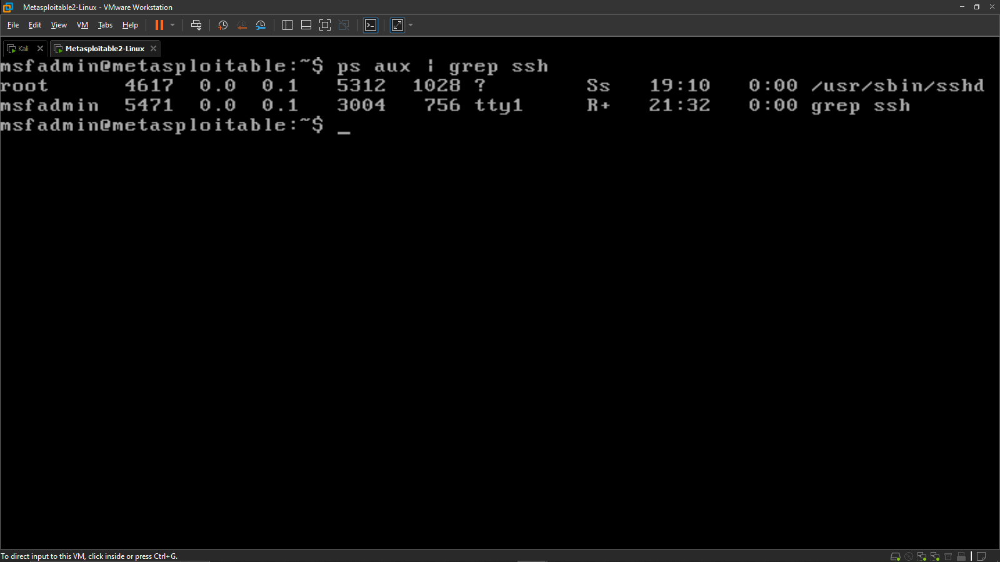 Metasploitable2-Linux - VMware Workstation
File Edit View VM Tabs Help
Kali Metasploitable2-Linux
msfadmin@metasploitable:~$ ps aux | grep ssh
root 4617 0.0 0.1 5312 1028 ? Ss 19:10 0:00 /usr/sbin/sshd
msfadmin 5471 0.0 0.1 3004 756 tty1 R+ 21:32 0:00 grep ssh
msfadmin@metasploitable:~$ _
To direct input to this VM, click inside or press Ctrl+G.